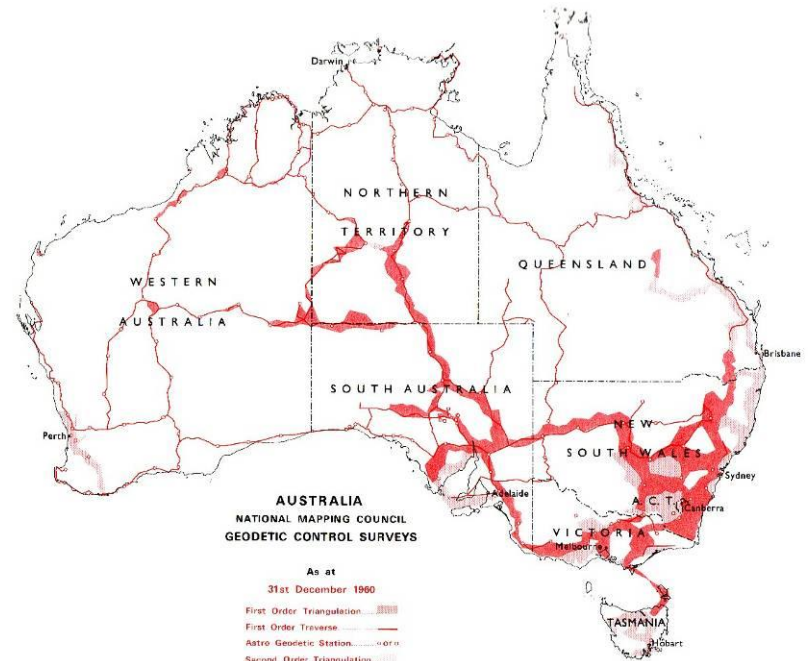 Darwin
NORTHERN
TERRITORY
QUEENSLAND
WESTERN
AUSTRALIA
Brisbane
SOUTH AUSTRALIA
NEW
SOUTH WALES
Perth
Sydney
Adelaide
A.C.T.
Canberra
VICTORIA
Melbourne
TASMANIA
Hobart
AUSTRALIA
NATIONAL MAPPING COUNCIL
GEODETIC CONTROL SURVEYS
As at
31st December 1960
First Order Triangulation
First Order Traverse
Astro Geodetic Station or
Second Order Triangulation